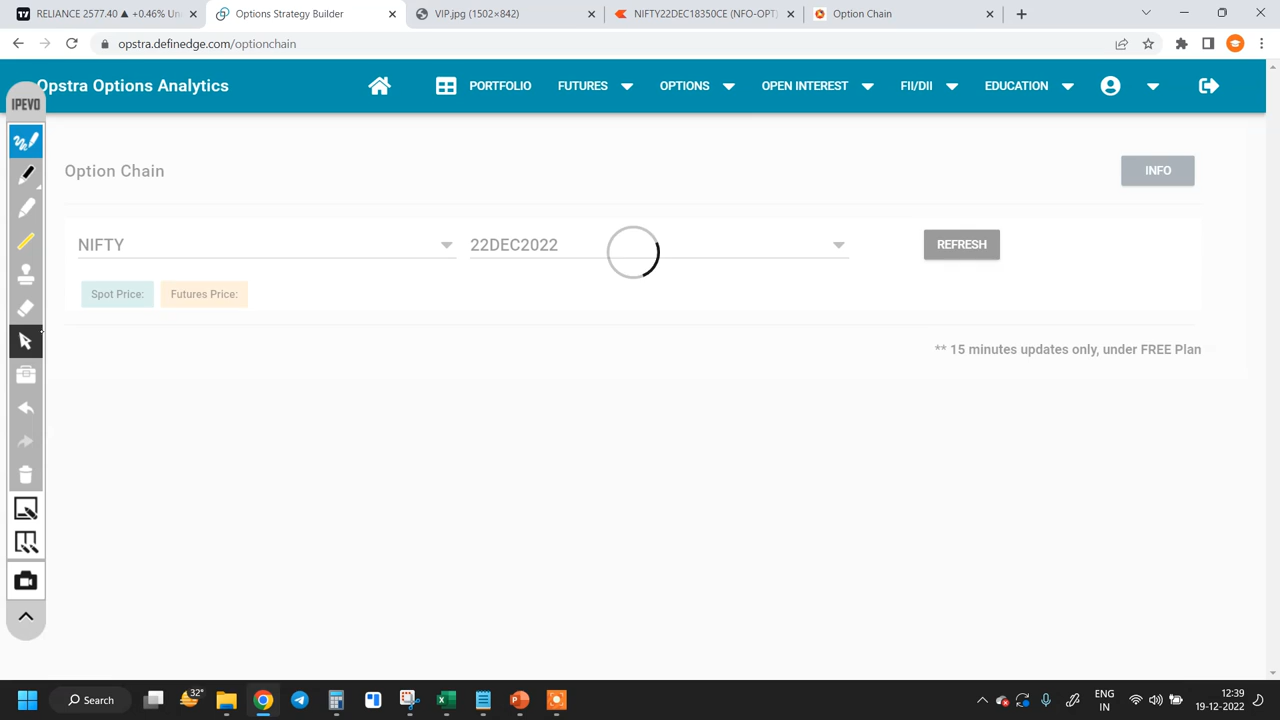 RELIANCE 2577.40 ▲ +0.46% Un
Options Strategy Builder
VIP.jpg (1502×842)
NIFTY22DEC18350CE (NFO-OPT)
Option Chain
opstra.definedge.com/optionchain
Opstra Options Analytics
PORTFOLIO
FUTURES
OPTIONS
OPEN INTEREST
FII/DII
EDUCATION
IPEVO
Option Chain
INFO
NIFTY
22DEC2022
REFRESH
Spot Price:
Futures Price:
** 15 minutes updates only, under FREE Plan
Search
32°
ENG
IN
12:39
19-12-2022